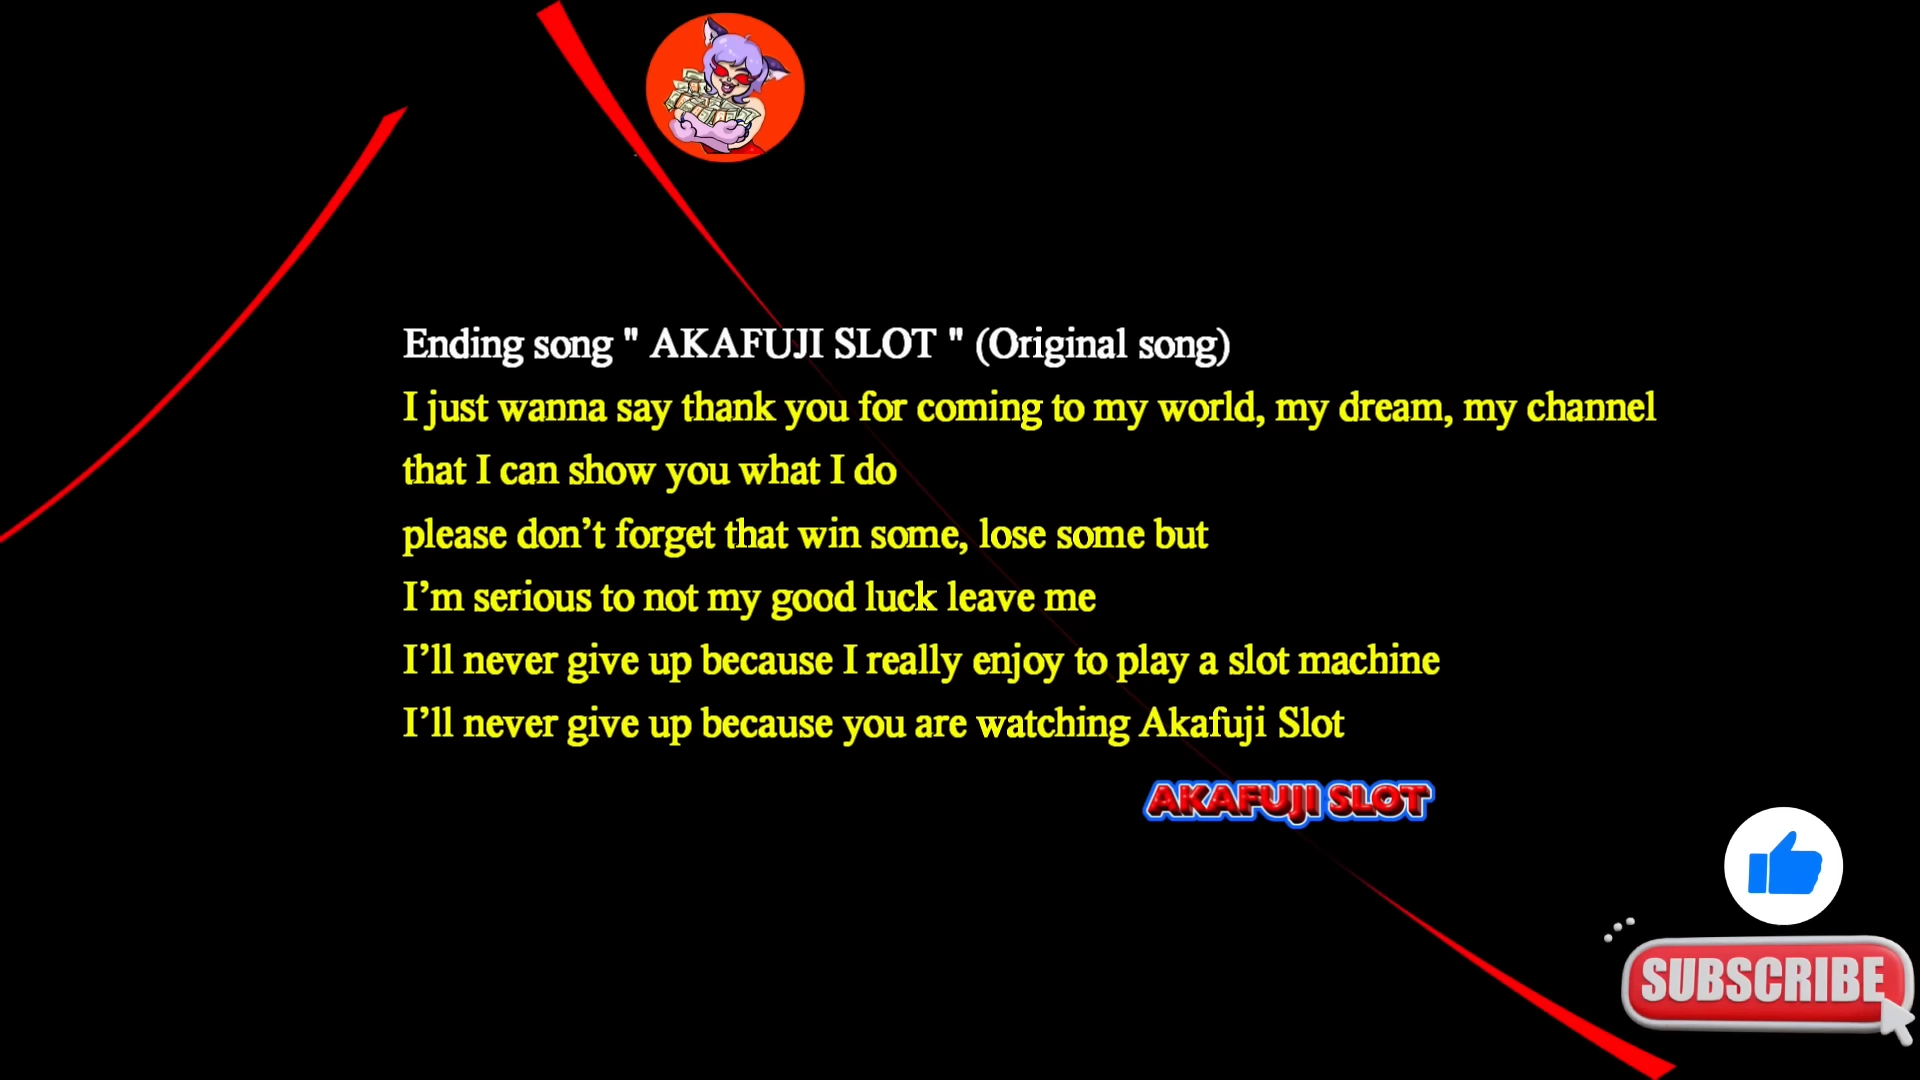 Ending song " AKAFUJI SLOT " (Original song)
I just wanna say thank you for coming to my world, my dream, my channel
that I can show you what I do
please don’t forget that win some, lose some but
I’m serious to not my good luck leave me
I’ll never give up because I really enjoy to play a slot machine
I’ll never give up because you are watching Akafuji Slot
AKAFUJI SLOT
SUBSCRIBE